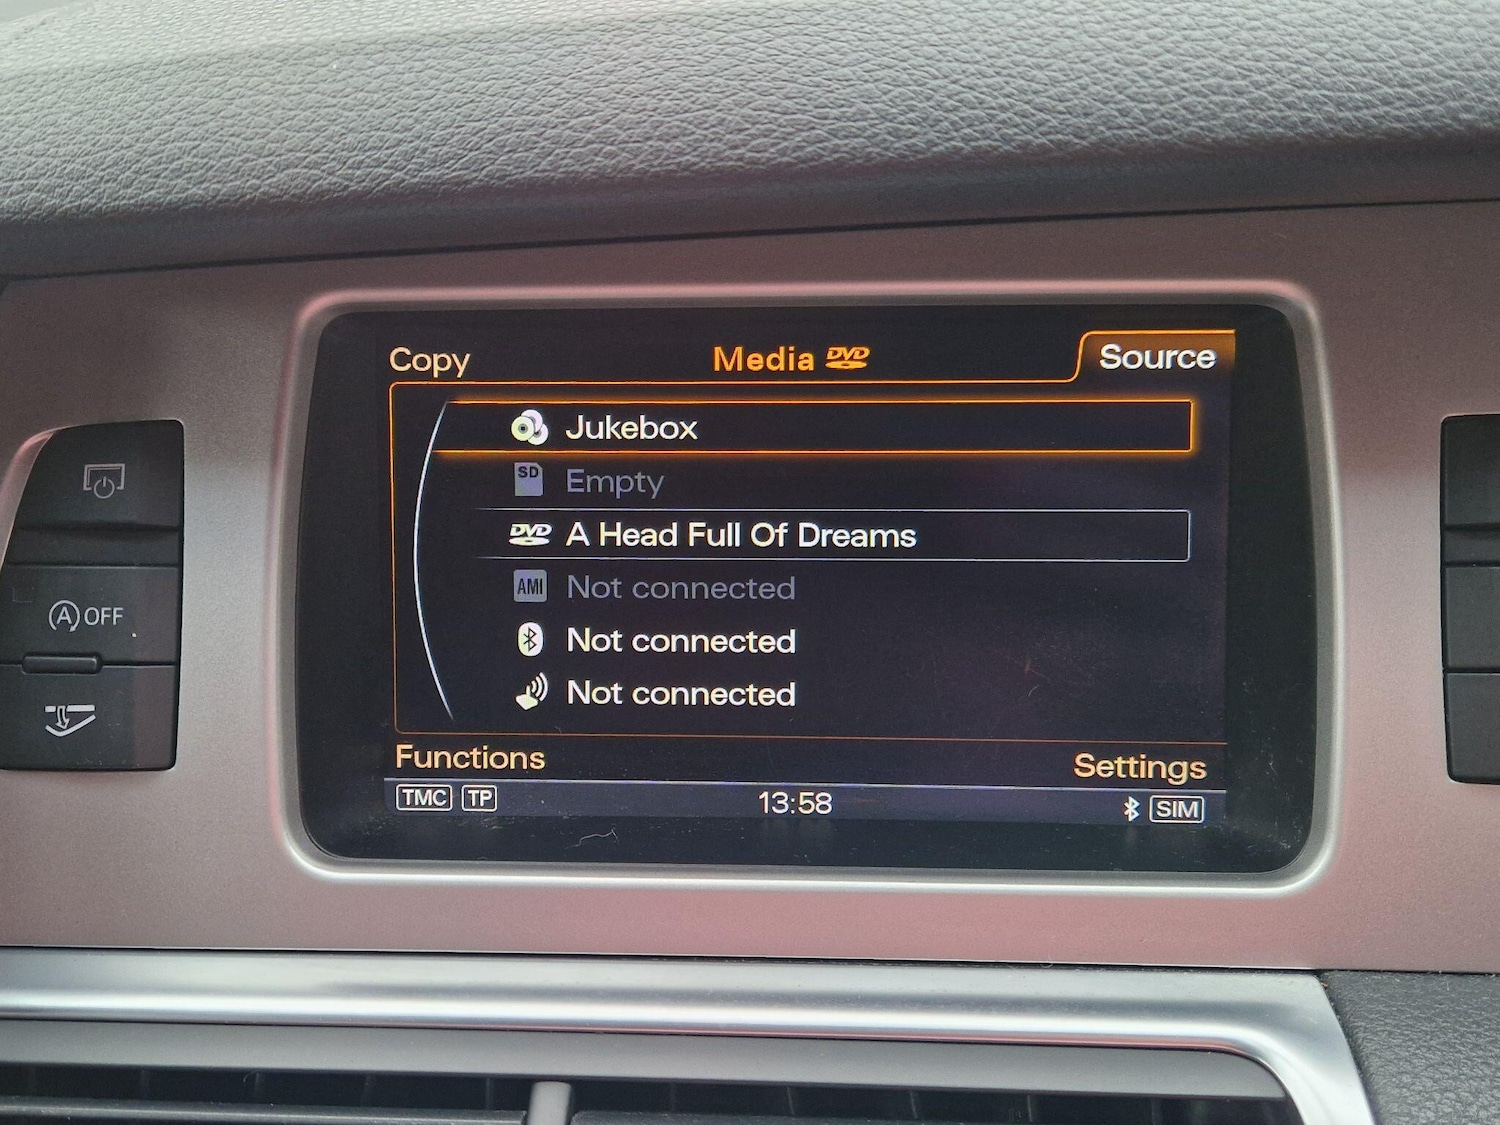 Copy Media DVD Source
Jukebox
SD Empty
DVD A Head Full Of Dreams
AMI Not connected
Not connected
Not connected
Functions Settings
TMC TP 13:58 SIM
A OFF